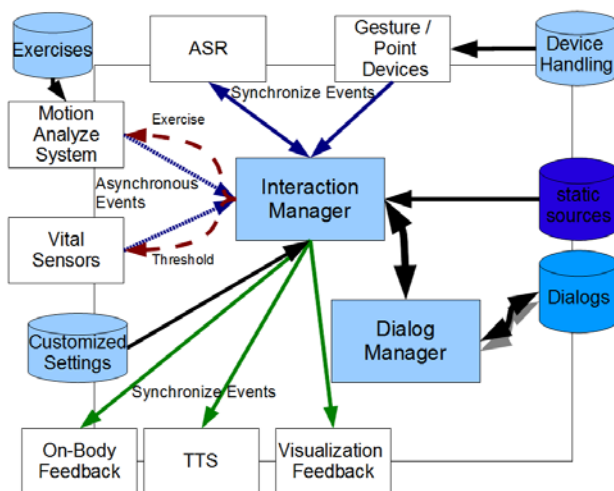 Exercises
ASR
Gesture /
Point
Devices
Device
Handling
Synchronize Events
Motion
Analyze
System
Exercise
Asynchronous
Events
Interaction
Manager
static
sources
Vital
Sensors
Threshold
Customized
Settings
Dialog
Manager
Dialogs
Synchronize Events
On-Body
Feedback
TTS
Visualization
Feedback